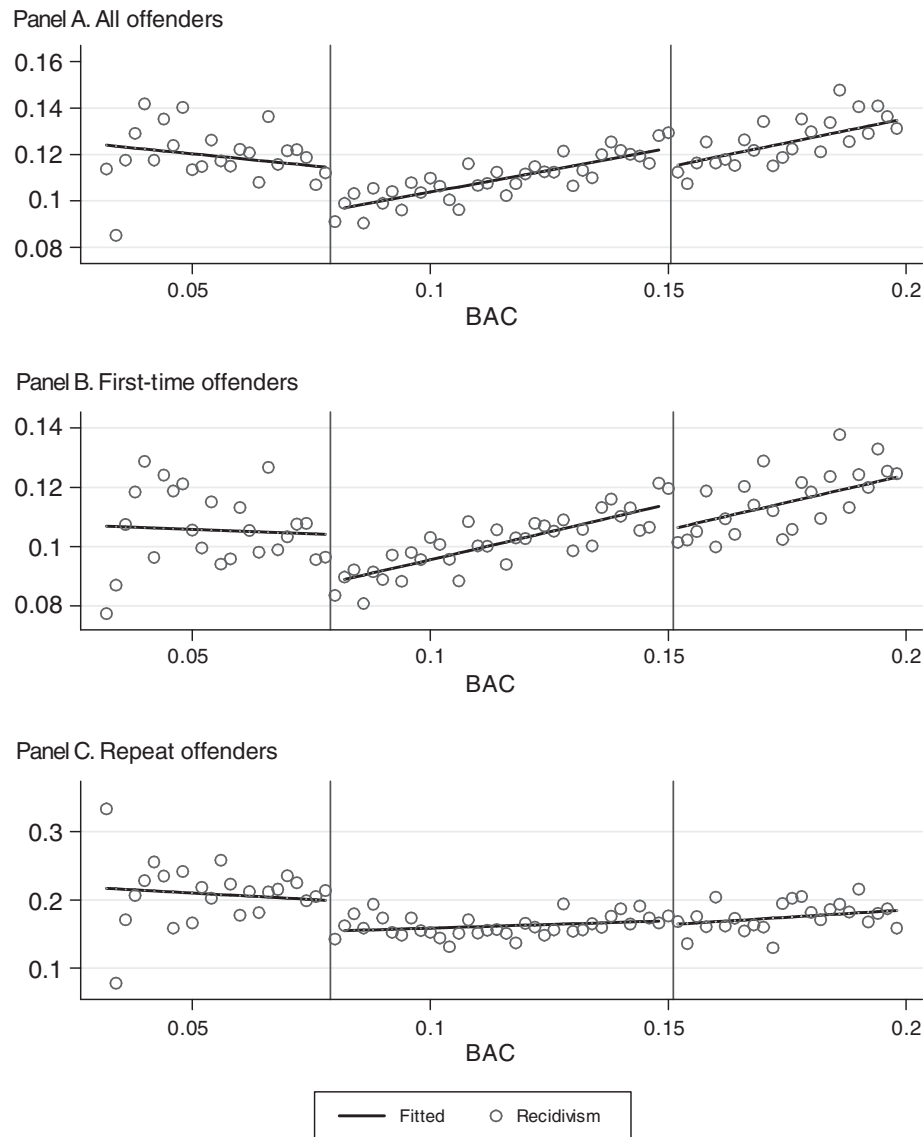 Panel A. All offenders
0.16
0.14
0.12
0.1
0.08
0.05 0.1 0.15 0.2
BAC
Panel B. First-time offenders
0.14
0.12
0.1
0.08
0.05 0.1 0.15 0.2
BAC
Panel C. Repeat offenders
0.3
0.2
0.1
0.05 0.1 0.15 0.2
BAC
Fitted Recidivism